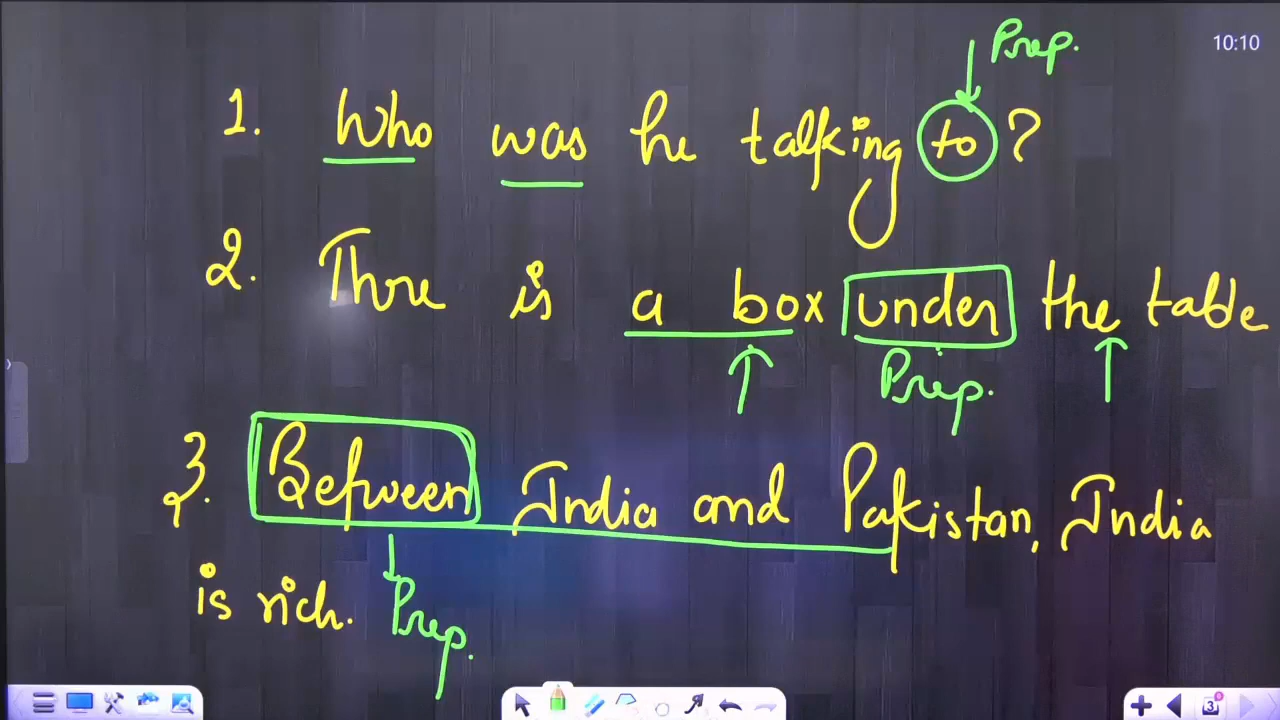 Prep.
10:10
1. Who was he talking to ?
2. There is a box under the table
Prep.
3. Between India and Pakistan, India
is rich. Prep.
3